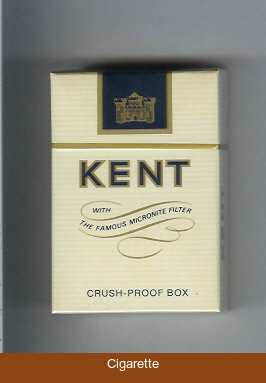 KENT
WITH
THE FAMOUS MICRONITE FILTER
CRUSH-PROOF BOX
Cigarette